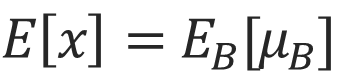 E[x] = E_B[μ_B]